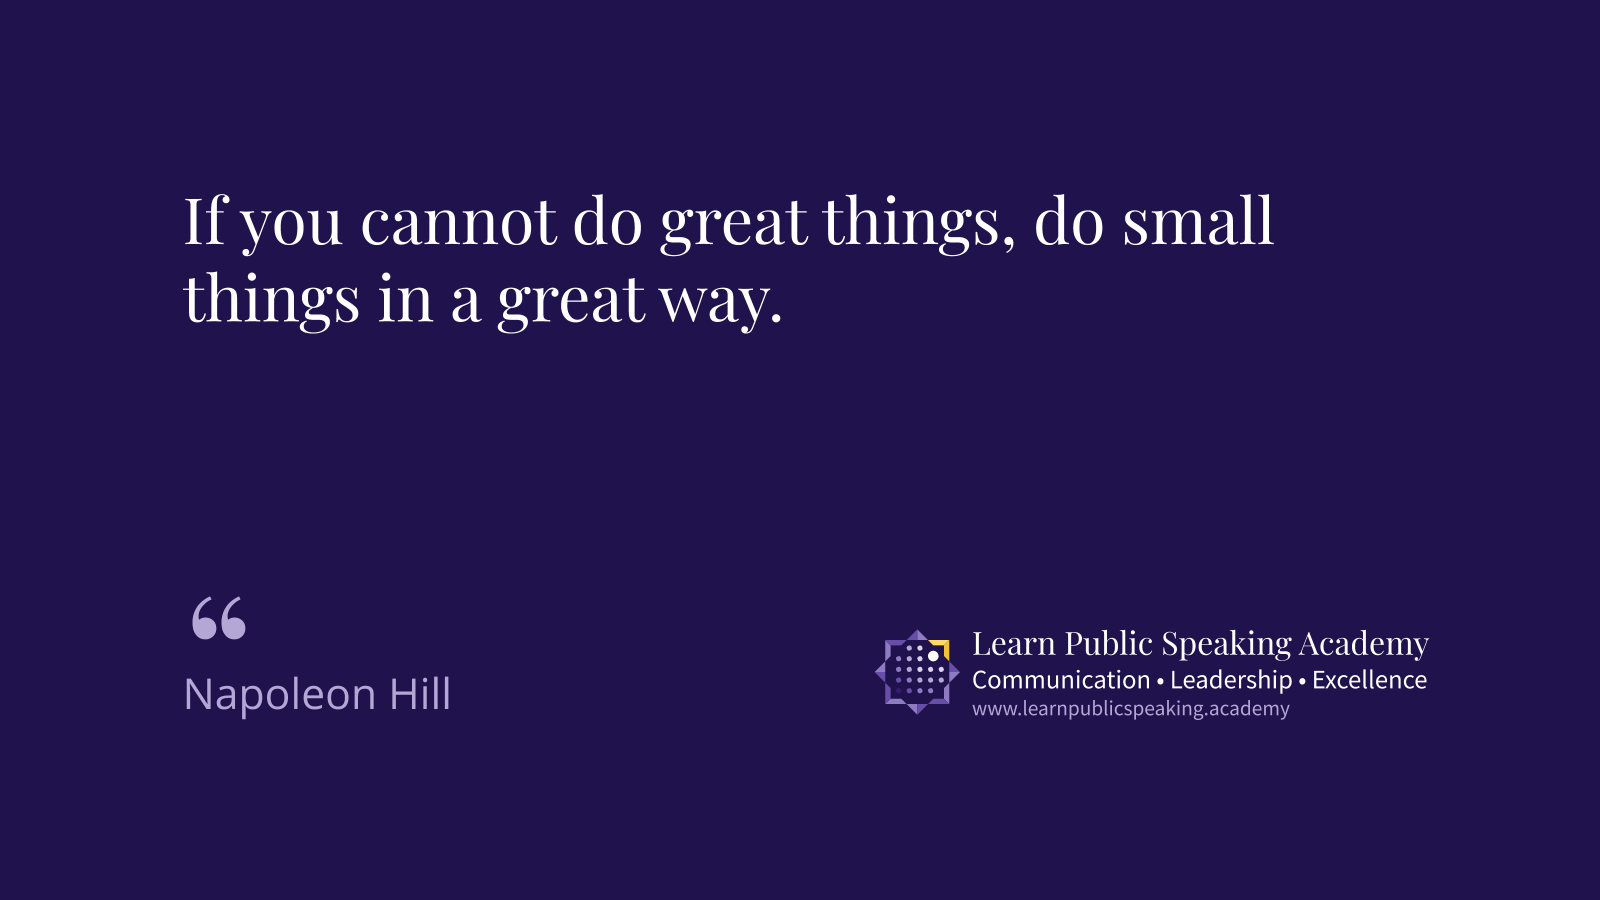 If you cannot do great things, do small
things in a great way.
“
Napoleon Hill
Learn Public Speaking Academy
Communication • Leadership • Excellence
www.learnpublicspeaking.academy